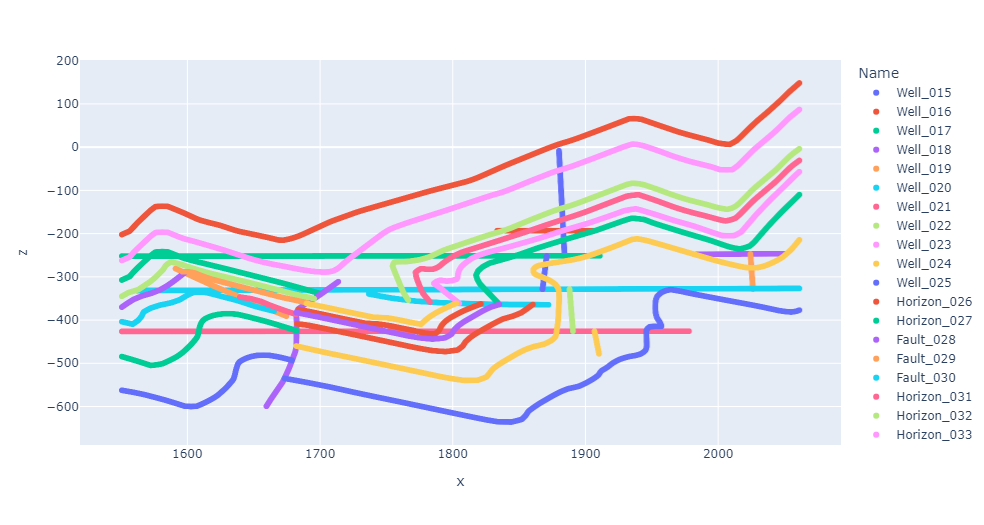 200
100
0
−100
−200
−300
−400
−500
−600
z
1600
1700
1800
1900
2000
x
Name
Well_015
Well_016
Well_017
Well_018
Well_019
Well_020
Well_021
Well_022
Well_023
Well_024
Well_025
Horizon_026
Horizon_027
Fault_028
Fault_029
Fault_030
Horizon_031
Horizon_032
Horizon_033